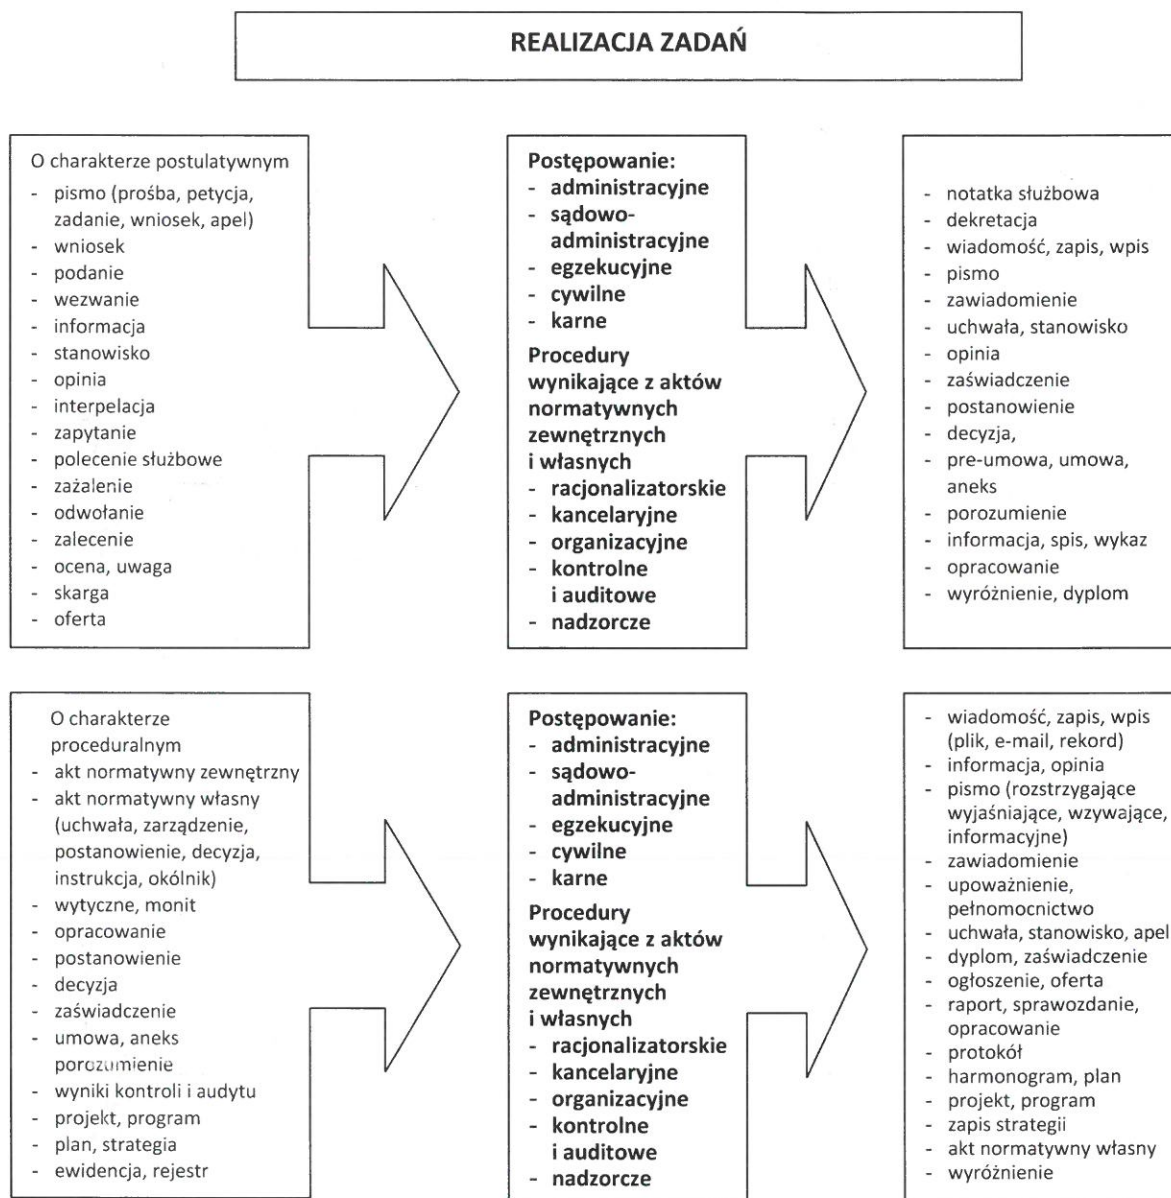 REALIZACJA ZADAŃ
O charakterze postulatywnym
- pismo (prośba, petycja,
zadanie, wniosek, apel)
- wniosek
- podanie
- wezwanie
- informacja
- stanowisko
- opinia
- interpelacja
- zapytanie
- polecenie służbowe
- zażalenie
- odwołanie
- zalecenie
- ocena, uwaga
- skarga
- oferta
Postępowanie:
- administracyjne
- sądowo-
administracyjne
- egzekucyjne
- cywilne
- karne
Procedury
wynikające z aktów
normatywnych
zewnętrznych
i własnych
- racjonalizatorskie
- kancelaryjne
- organizacyjne
- kontrolne
i auditowe
- nadzorcze
- notatka służbowa
- dekretacja
- wiadomość, zapis, wpis
- pismo
- zawiadomienie
- uchwała, stanowisko
- opinia
- zaświadczenie
- postanowienie
- decyzja,
- pre-umowa, umowa,
aneks
- porozumienie
- informacja, spis, wykaz
- opracowanie
- wyróżnienie, dyplom
O charakterze
proceduralnym
- akt normatywny zewnętrzny
- akt normatywny własny
(uchwała, zarządzenie,
postanowienie, decyzja,
instrukcja, okólnik)
- wytyczne, monit
- opracowanie
- postanowienie
- decyzja
- zaświadczenie
- umowa, aneks
porozumienie
- wyniki kontroli i audytu
- projekt, program
- plan, strategia
- ewidencja, rejestr
Postępowanie:
- administracyjne
- sądowo-
administracyjne
- egzekucyjne
- cywilne
- karne
Procedury
wynikające z aktów
normatywnych
zewnętrznych
i własnych
- racjonalizatorskie
- kancelaryjne
- organizacyjne
- kontrolne
i auditowe
- nadzorcze
- wiadomość, zapis, wpis
(plik, e-mail, rekord)
- informacja, opinia
- pismo (rozstrzygające
wyjaśniające, wzywające,
informacyjne)
- zawiadomienie
- upoważnienie,
pełnomocnictwo
- uchwała, stanowisko, apel
- dyplom, zaświadczenie
- ogłoszenie, oferta
- raport, sprawozdanie,
opracowanie
- protokół
- harmonogram, plan
- projekt, program
- zapis strategii
- akt normatywny własny
- wyróżnienie